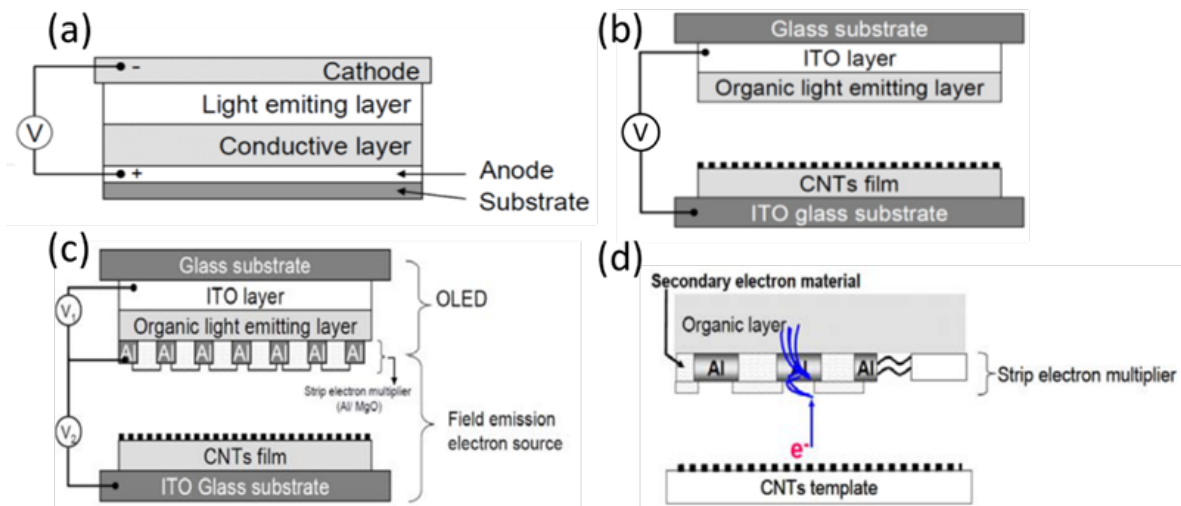 (a)
-
Cathode
Light emiting layer
V
Conductive layer
+
Anode
Substrate
(b)
Glass substrate
ITO layer
Organic light emitting layer
V
CNTs film
ITO glass substrate
(c)
Glass substrate
ITO layer
OLED
V1
Organic light emitting layer
Al Al Al Al Al Al Al
Strip electron multiplier
(Al/ MgO)
Field emission
electron source
V2
CNTs film
ITO Glass substrate
(d)
Secondary electron material
Organic layer
Al Al Al
Strip electron multiplier
e-
CNTs template